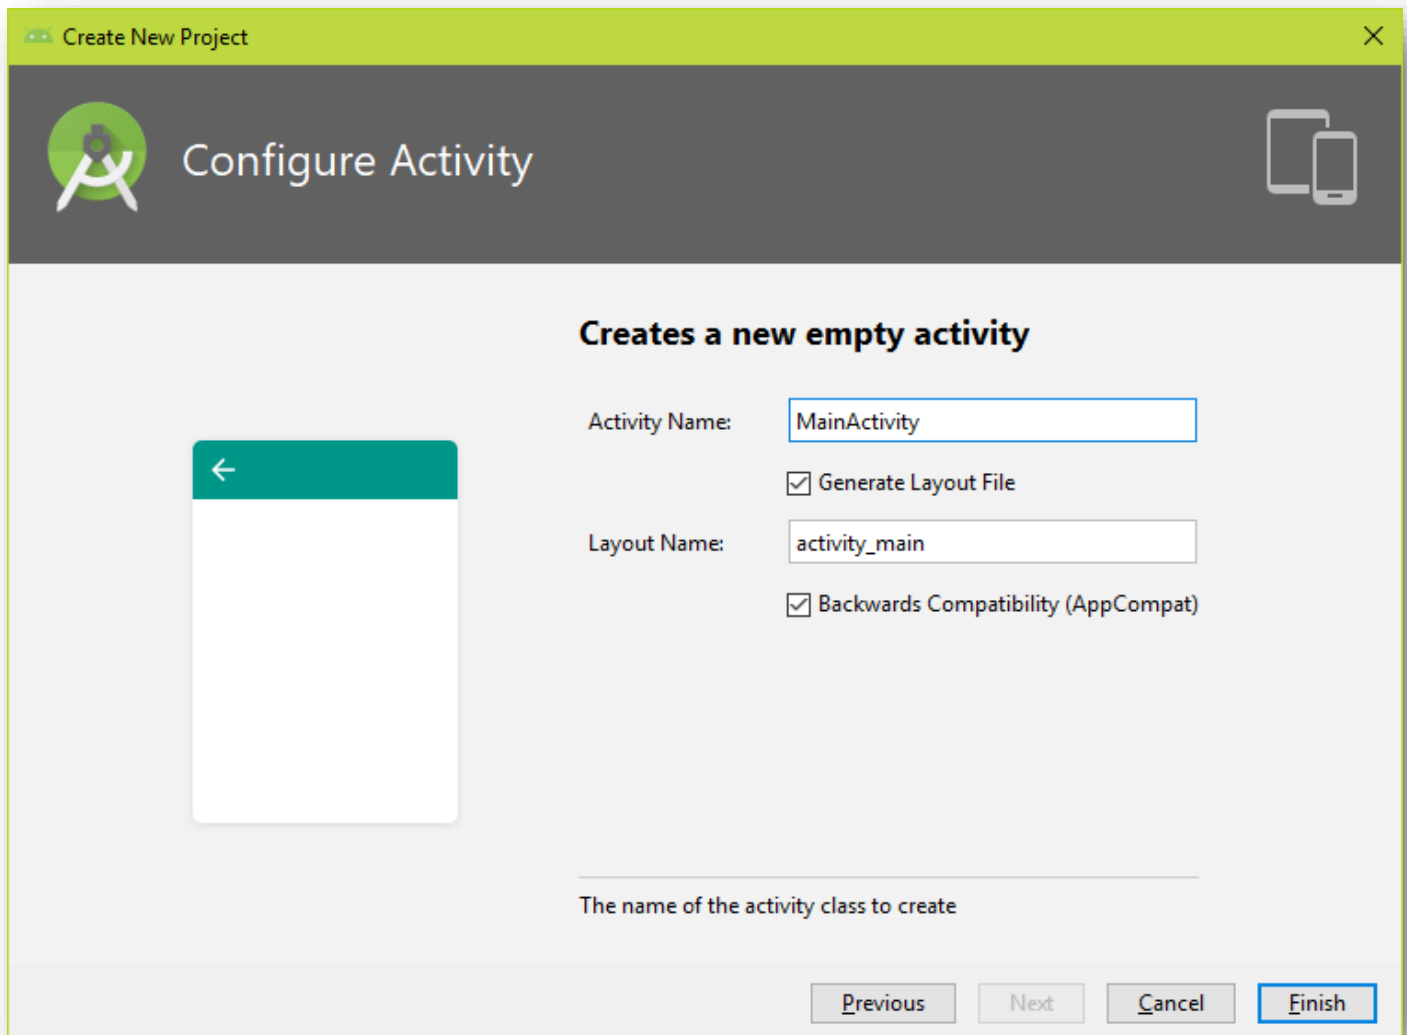 Create New Project
Configure Activity
Creates a new empty activity
Activity Name: MainActivity
Generate Layout File
Layout Name: activity_main
Backwards Compatibility (AppCompat)
The name of the activity class to create
Previous Next Cancel Finish